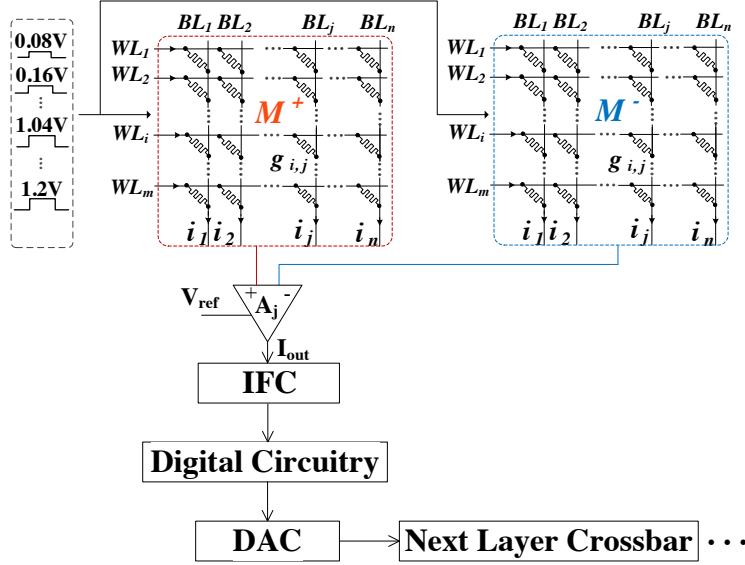 BL1 BL2 BLj BLn
BL1 BL2 BLj BLn
0.08V
0.16V
1.04V
1.2V
WL1
WL2
WLi
WLm
M+
g i,j
i1 i2 ij in
WL1
WL2
WLi
WLm
M-
g i,j
i1 i2 ij in
+ -
Aj
Vref
Iout
IFC
Digital Circuitry
DAC
Next Layer Crossbar ...